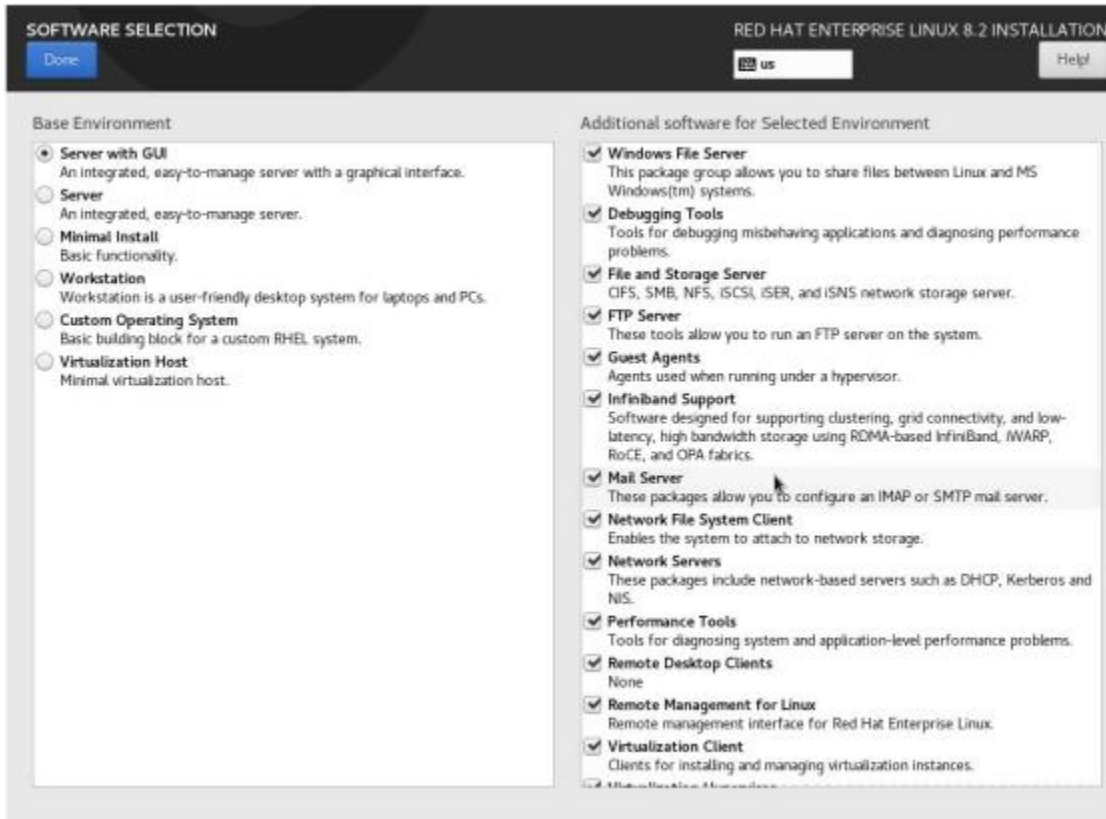 SOFTWARE SELECTION
Done
RED HAT ENTERPRISE LINUX 8.2 INSTALLATION
us
Help!
Base Environment
Server with GUI
An integrated, easy-to-manage server with a graphical interface.
Server
An integrated, easy-to-manage server.
Minimal Install
Basic functionality.
Workstation
Workstation is a user-friendly desktop system for laptops and PCs.
Custom Operating System
Basic building block for a custom RHEL system.
Virtualization Host
Minimal virtualization host.
Additional software for Selected Environment
Windows File Server
This package group allows you to share files between Linux and MS
Windows(tm) systems.
Debugging Tools
Tools for debugging misbehaving applications and diagnosing performance
problems.
File and Storage Server
CIFS, SMB, NFS, iSCSI, iSER, and iSNS network storage server.
FTP Server
These tools allow you to run an FTP server on the system.
Guest Agents
Agents used when running under a hypervisor.
Infiniband Support
Software designed for supporting clustering, grid connectivity, and low-
latency, high bandwidth storage using RDMA-based InfiniBand, iWARP,
RoCE, and OPA fabrics.
Mail Server
These packages allow you to configure an IMAP or SMTP mail server.
Network File System Client
Enables the system to attach to network storage.
Network Servers
These packages include network-based servers such as DHCP, Kerberos and
NIS.
Performance Tools
Tools for diagnosing system and application-level performance problems.
Remote Desktop Clients
None
Remote Management for Linux
Remote management interface for Red Hat Enterprise Linux.
Virtualization Client
Clients for installing and managing virtualization instances.